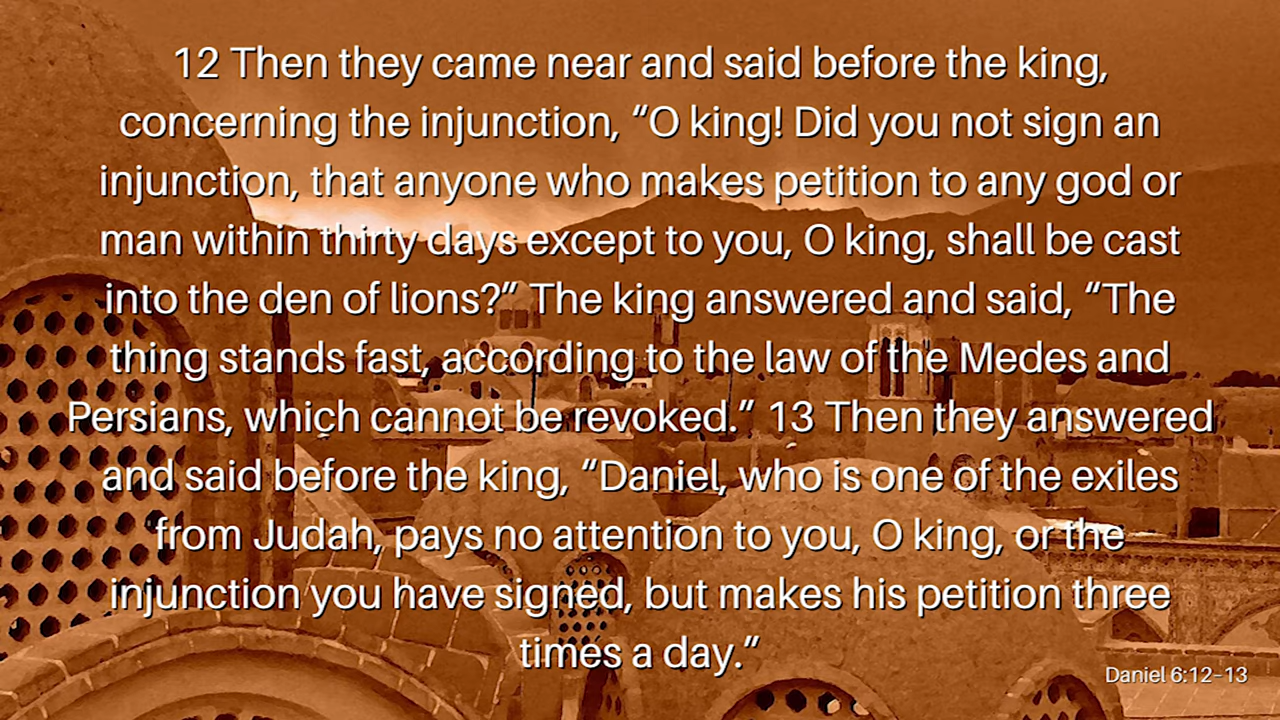 12 Then they came near and said before the king,
concerning the injunction, “O king! Did you not sign an
injunction, that anyone who makes petition to any god or
man within thirty days except to you, O king, shall be cast
into the den of lions?” The king answered and said, “The
thing stands fast, according to the law of the Medes and
Persians, which cannot be revoked.” 13 Then they answered
and said before the king, “Daniel, who is one of the exiles
from Judah, pays no attention to you, O king, or the
injunction you have signed, but makes his petition three
times a day.”
Daniel 6:12–13